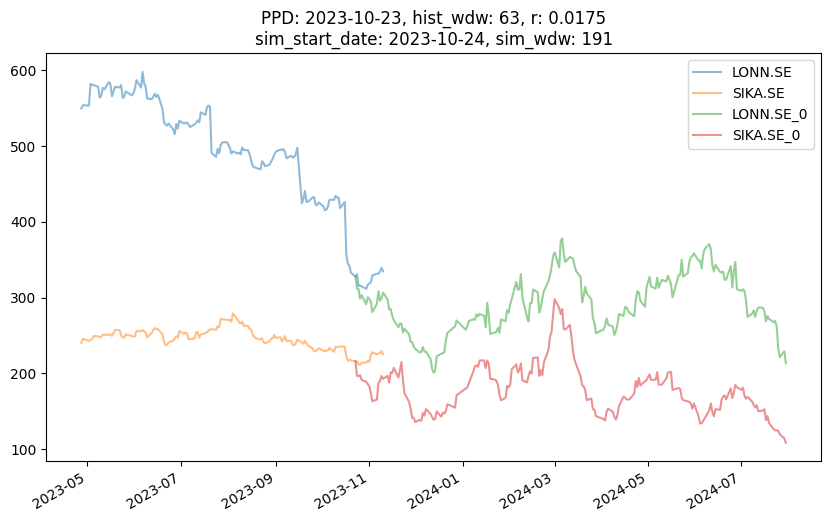 PPD: 2023-10-23, hist_wdw: 63, r: 0.0175
sim_start_date: 2023-10-24, sim_wdw: 191
LONN.SE
SIKA.SE
LONN.SE_0
SIKA.SE_0
600
500
400
300
200
100
2023-05
2023-07
2023-09
2023-11
2024-01
2024-03
2024-05
2024-07